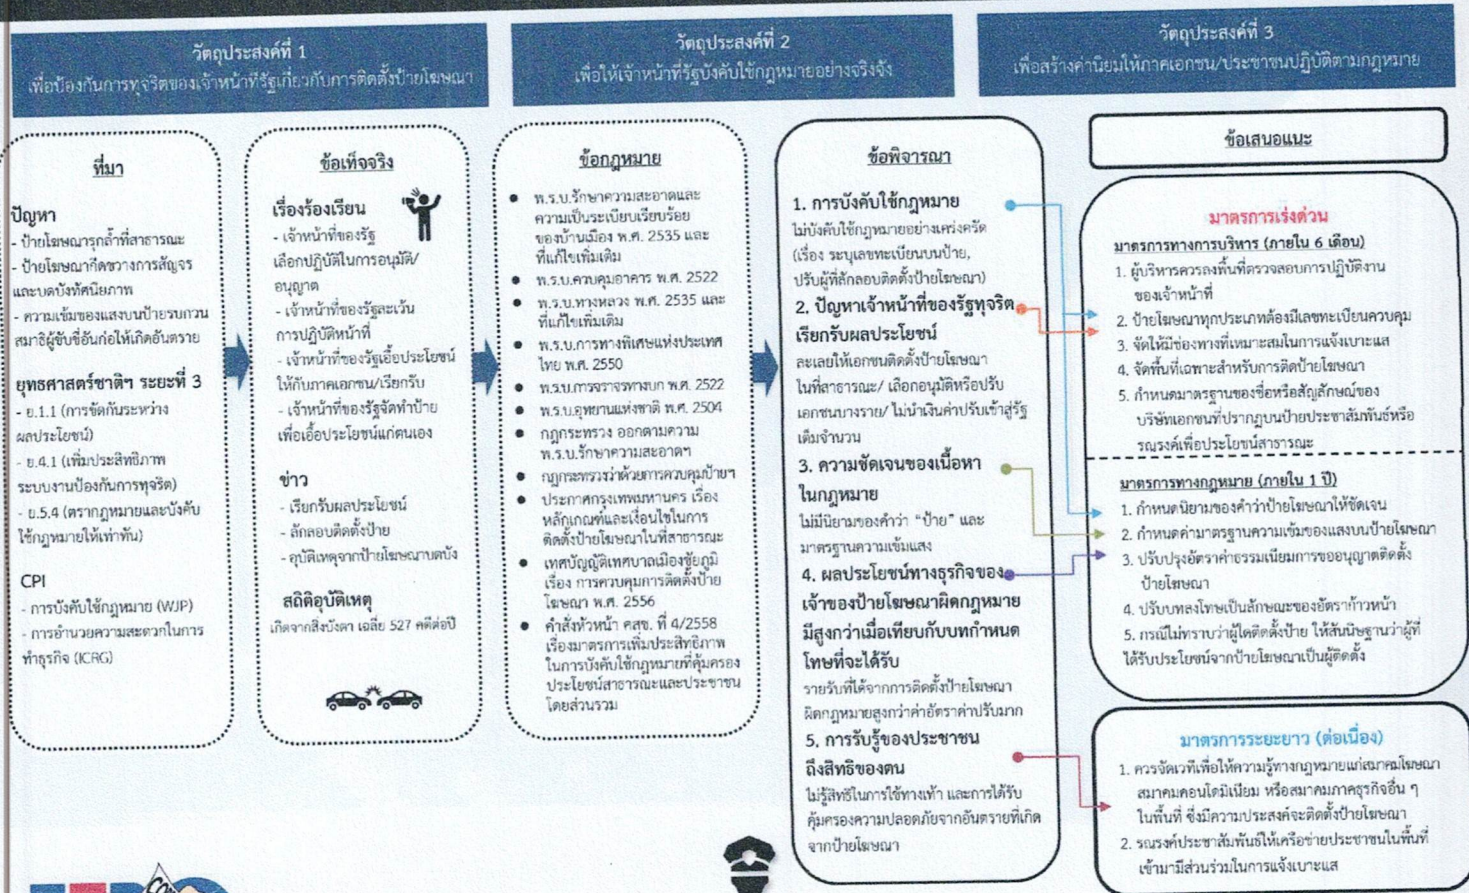 วัตถุประสงค์ที่ 1
เพื่อป้องกันการทุจริตของเจ้าหน้าที่รัฐเกี่ยวกับการติดตั้งป้ายโฆษณา
วัตถุประสงค์ที่ 2
เพื่อให้เจ้าหน้าที่รัฐบังคับใช้กฎหมายอย่างจริงจัง
วัตถุประสงค์ที่ 3
เพื่อสร้างค่านิยมให้ภาคเอกชน/ประชาชนปฏิบัติตามกฎหมาย
ที่มา
ปัญหา
- ป้ายโฆษณารุกล้ำที่สาธารณะ
- ป้ายโฆษณากีดขวางการสัญจร
และบดบังทัศนียภาพ
- ความเข้มของแสงบนป้ายรบกวน
สมาธิผู้ขับขี่อันก่อให้เกิดอันตราย
ยุทธศาสตร์ชาติฯ ระยะที่ 3
- ย.1.1 (การขัดกันระหว่าง
ผลประโยชน์)
- ย.4.1 (เพิ่มประสิทธิภาพ
ระบบงานป้องกันการทุจริต)
- ย.5.4 (ตรากฎหมายและบังคับ
ใช้กฎหมายให้เท่าทัน)
CPI
- การบังคับใช้กฎหมาย (WJP)
- การอำนวยความสะดวกในการ
ทำธุรกิจ (ICRG)
ข้อเท็จจริง
เรื่องร้องเรียน
- เจ้าหน้าที่ของรัฐ
เลือกปฏิบัติในการอนุมัติ/
อนุญาต
- เจ้าหน้าที่ของรัฐละเว้น
การปฏิบัติหน้าที่
- เจ้าหน้าที่ของรัฐเอื้อประโยชน์
ให้กับภาคเอกชน/เรียกรับ
- เจ้าหน้าที่ของรัฐจัดทำป้าย
เพื่อเอื้อประโยชน์แก่ตนเอง
ข่าว
- เรียกรับผลประโยชน์
- ลักลอบติดตั้งป้าย
- อุบัติเหตุจากป้ายโฆษณาบดบัง
สถิติอุบัติเหตุ
เกิดจากสิ่งบังตา เฉลี่ย 527 คดีต่อปี
ข้อกฎหมาย
• พ.ร.บ.รักษาความสะอาดและ
ความเป็นระเบียบเรียบร้อย
ของบ้านเมือง พ.ศ. 2535 และ
ที่แก้ไขเพิ่มเติม
• พ.ร.บ.ควบคุมอาคาร พ.ศ. 2522
• พ.ร.บ.ทางหลวง พ.ศ. 2535 และ
ที่แก้ไขเพิ่มเติม
• พ.ร.บ.การทางพิเศษแห่งประเทศ
ไทย พ.ศ. 2550
• พ.ร.บ.การจราจรทางบก พ.ศ. 2522
• พ.ร.บ.อุทยานแห่งชาติ พ.ศ. 2504
• กฎกระทรวง ออกตามความ
พ.ร.บ.รักษาความสะอาดฯ
• กฎกระทรวงว่าด้วยการควบคุมป้ายฯ
• ประกาศกรุงเทพมหานคร เรื่อง
หลักเกณฑ์และเงื่อนไขในการ
ติดตั้งป้ายโฆษณาในที่สาธารณะ
• เทศบัญญัติเทศบาลเมืองชัยภูมิ
เรื่อง การควบคุมการติดตั้งป้าย
โฆษณา พ.ศ. 2556
• คำสั่งหัวหน้า คสช. ที่ 4/2558
เรื่องมาตรการเพิ่มประสิทธิภาพ
ในการบังคับใช้กฎหมายที่คุ้มครอง
ประโยชน์สาธารณะและประชาชน
โดยส่วนรวม
ข้อพิจารณา
1. การบังคับใช้กฎหมาย
ไม่บังคับใช้กฎหมายอย่างเคร่งครัด
(เรื่อง ระบุเลขทะเบียนบนป้าย,
ปรับผู้ที่ลักลอบติดตั้งป้ายโฆษณา)
2. ปัญหาเจ้าหน้าที่ของรัฐทุจริต
เรียกรับผลประโยชน์
ละเลยให้เอกชนติดตั้งป้ายโฆษณา
ในที่สาธารณะ/ เลือกอนุมัติหรือปรับ
เอกชนบางราย/ ไม่นำเงินค่าปรับเข้าสู่รัฐ
เต็มจำนวน
3. ความชัดเจนของเนื้อหา
ในกฎหมาย
ไม่มีนิยามของคำว่า “ป้าย” และ
มาตรฐานความเข้มแสง
4. ผลประโยชน์ทางธุรกิจของ
เจ้าของป้ายโฆษณาผิดกฎหมาย
มีสูงกว่าเมื่อเทียบกับบทกำหนด
โทษที่จะได้รับ
รายรับที่ได้จากการติดตั้งป้ายโฆษณา
ผิดกฎหมายสูงกว่าค่าอัตราค่าปรับมาก
5. การรับรู้ของประชาชน
ถึงสิทธิของตน
ไม่รู้สิทธิในการใช้ทางเท้า และการได้รับ
คุ้มครองความปลอดภัยจากอันตรายที่เกิด
จากป้ายโฆษณา
ข้อเสนอแนะ
มาตรการเร่งด่วน
มาตรการทางการบริหาร (ภายใน 6 เดือน)
1. ผู้บริหารควรลงพื้นที่ตรวจสอบการปฏิบัติงาน
ของเจ้าหน้าที่
2. ป้ายโฆษณาทุกประเภทต้องมีเลขทะเบียนควบคุม
3. จัดให้มีช่องทางที่เหมาะสมในการแจ้งเบาะแส
4. จัดพื้นที่เฉพาะสำหรับการติดป้ายโฆษณา
5. กำหนดมาตรฐานของชื่อหรือสัญลักษณ์ของ
บริษัทเอกชนที่ปรากฏบนป้ายประชาสัมพันธ์หรือ
รณรงค์เพื่อประโยชน์สาธารณะ
มาตรการทางกฎหมาย (ภายใน 1 ปี)
1. กำหนดนิยามของคำว่าป้ายโฆษณาให้ชัดเจน
2. กำหนดค่ามาตรฐานความเข้มของแสงบนป้ายโฆษณา
3. ปรับปรุงอัตราค่าธรรมเนียมการขออนุญาตติดตั้ง
ป้ายโฆษณา
4. ปรับบทลงโทษเป็นลักษณะของอัตราก้าวหน้า
5. กรณีไม่ทราบว่าผู้ใดติดตั้งป้าย ให้สันนิษฐานว่าผู้ที่
ได้รับประโยชน์จากป้ายโฆษณาเป็นผู้ติดตั้ง
มาตรการระยะยาว (ต่อเนื่อง)
1. ควรจัดเวทีเพื่อให้ความรู้ทางกฎหมายแก่สมาคมโฆษณา
สมาคมคอนโดมิเนียม หรือสมาคมภาคธุรกิจอื่น ๆ
ในพื้นที่ ซึ่งมีความประสงค์จะติดตั้งป้ายโฆษณา
2. รณรงค์ประชาสัมพันธ์ให้เครือข่ายประชาชนในพื้นที่
เข้ามามีส่วนร่วมในการแจ้งเบาะแส